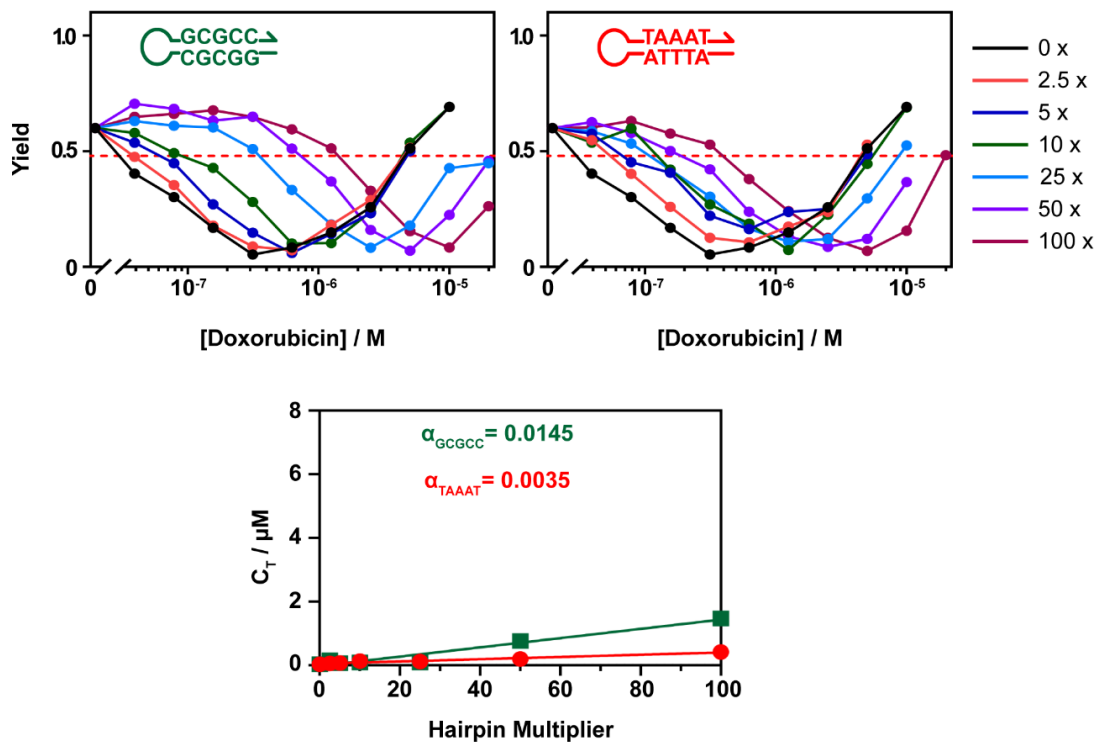 1.0
0.5
0
Yield
GCGCC
CGCGG
0
10⁻⁷
10⁻⁶
10⁻⁵
[Doxorubicin] / M
1.0
0.5
0
TAAAT
ATTTA
0
10⁻⁷
10⁻⁶
10⁻⁵
[Doxorubicin] / M
0 x
2.5 x
5 x
10 x
25 x
50 x
100 x
8
6
4
2
0
C_T / µM
α_GCGCC= 0.0145
α_TAAAT= 0.0035
0 20 40 60 80 100
Hairpin Multiplier